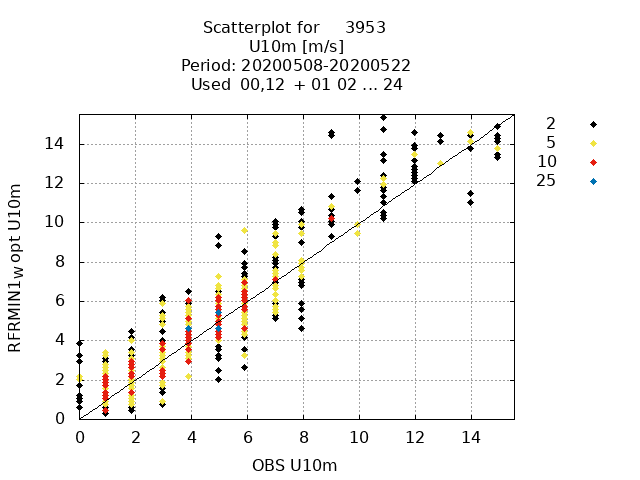 Scatterplot for 3953
U10m [m/s]
Period: 20200508-20200522
Used 00,12 + 01 02 ... 24
2
5
10
25
14
12
10
8
6
4
2
0
RFRMIN1W opt U10m
0 2 4 6 8 10 12 14
OBS U10m